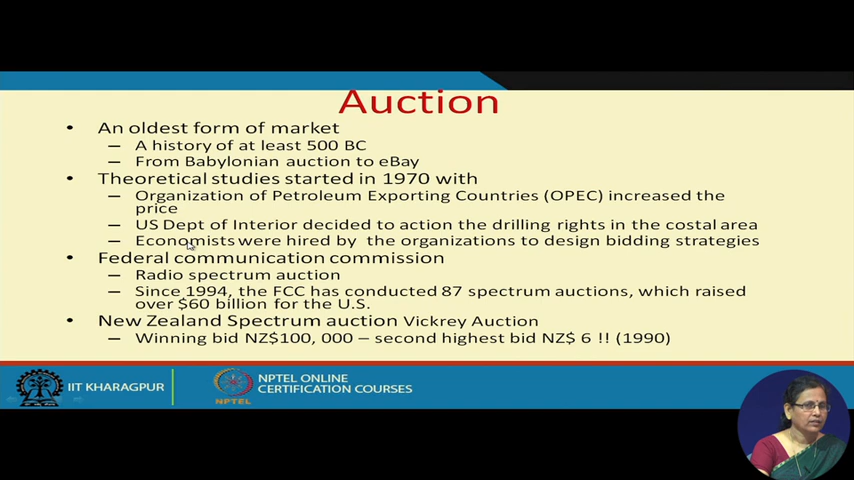 Auction
• An oldest form of market
– A history of at least 500 BC
– From Babylonian auction to eBay
• Theoretical studies started in 1970 with
– Organization of Petroleum Exporting Countries (OPEC) increased the
price
– US Dept of Interior decided to action the drilling rights in the costal area
– Economists were hired by the organizations to design bidding strategies
• Federal communication commission
– Radio spectrum auction
– Since 1994, the FCC has conducted 87 spectrum auctions, which raised
over $60 billion for the U.S.
• New Zealand Spectrum auction Vickrey Auction
– Winning bid NZ$100, 000 – second highest bid NZ$ 6 !! (1990)
IIT KHARAGPUR
NPTEL
NPTEL ONLINE
CERTIFICATION COURSES